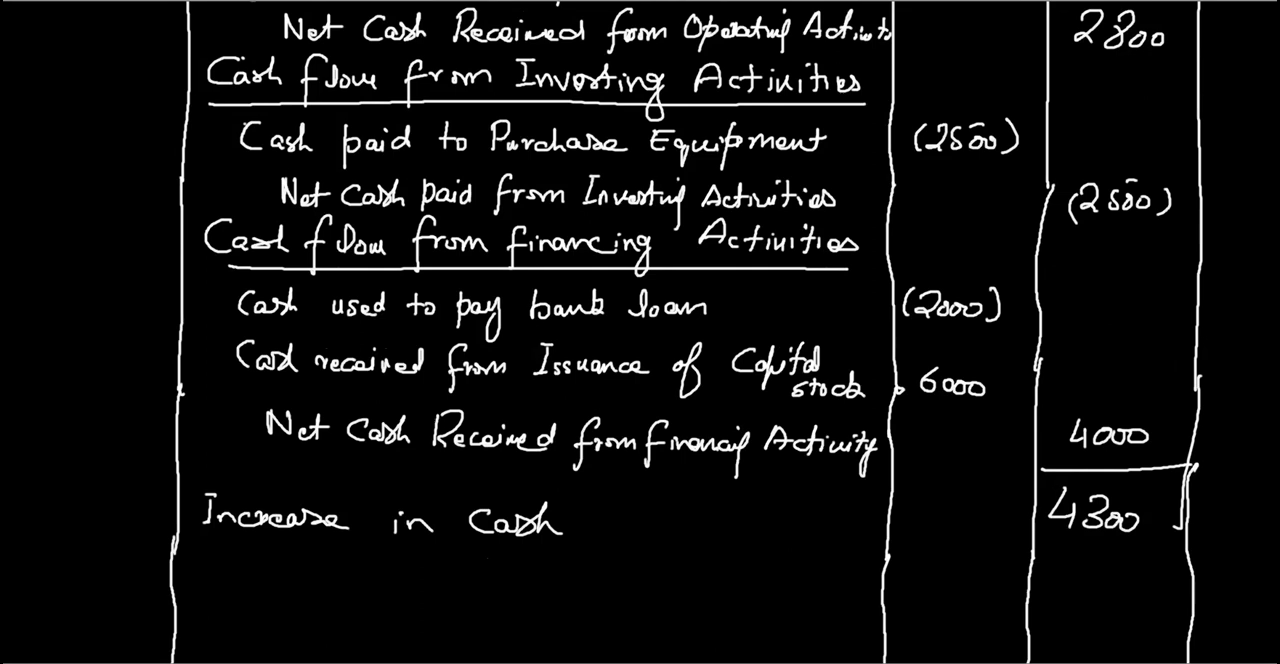 Net Cash Received from Operating Activits 2800
Cash flow from Investing Activities
Cash paid to Purchase Equipment (2500)
Net Cash paid from Investing Activities (2500)
Cash flow from financing Activities
Cash used to pay bank loan (2000)
Cash received from Issuance of Capital stock 6000
Net Cash Received from financing Activity 4000
Increase in Cash 4300